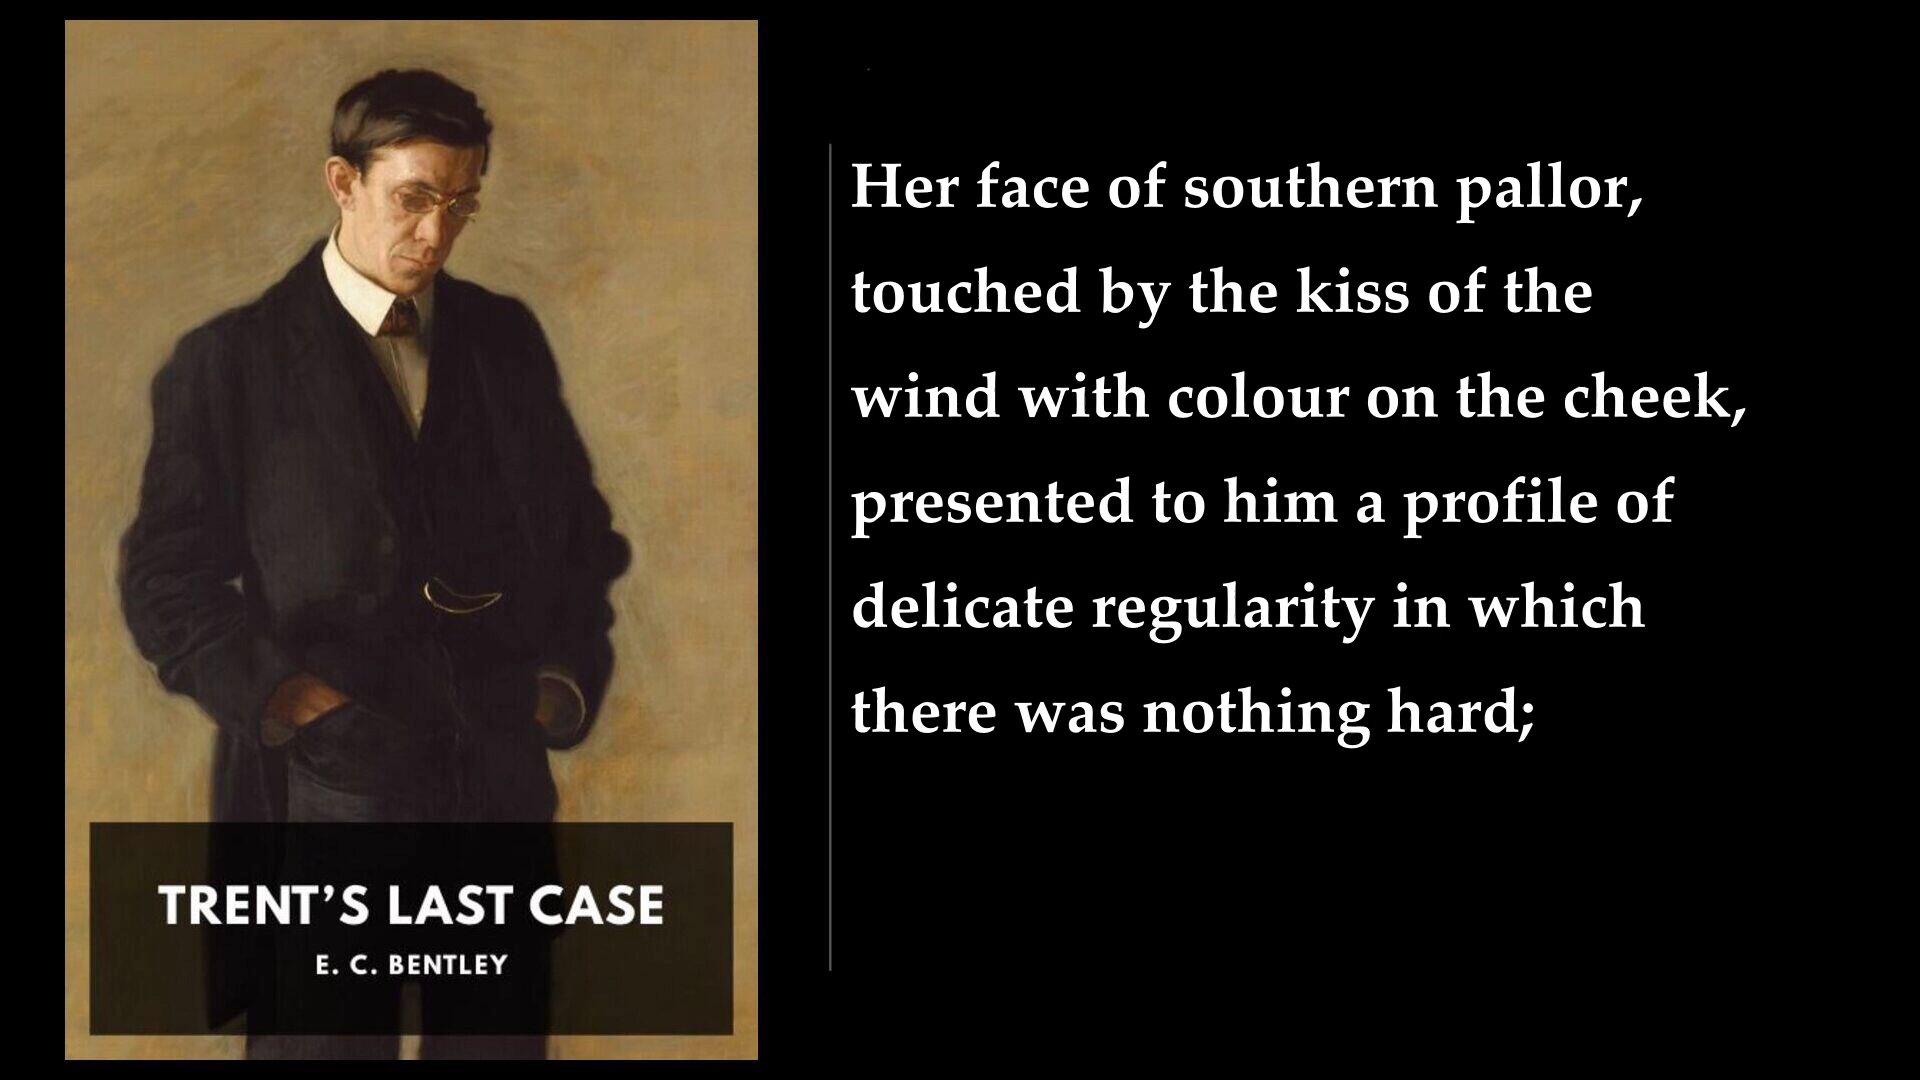 TRENT’S LAST CASE
E. C. BENTLEY
Her face of southern pallor,
touched by the kiss of the
wind with colour on the cheek,
presented to him a profile of
delicate regularity in which
there was nothing hard;